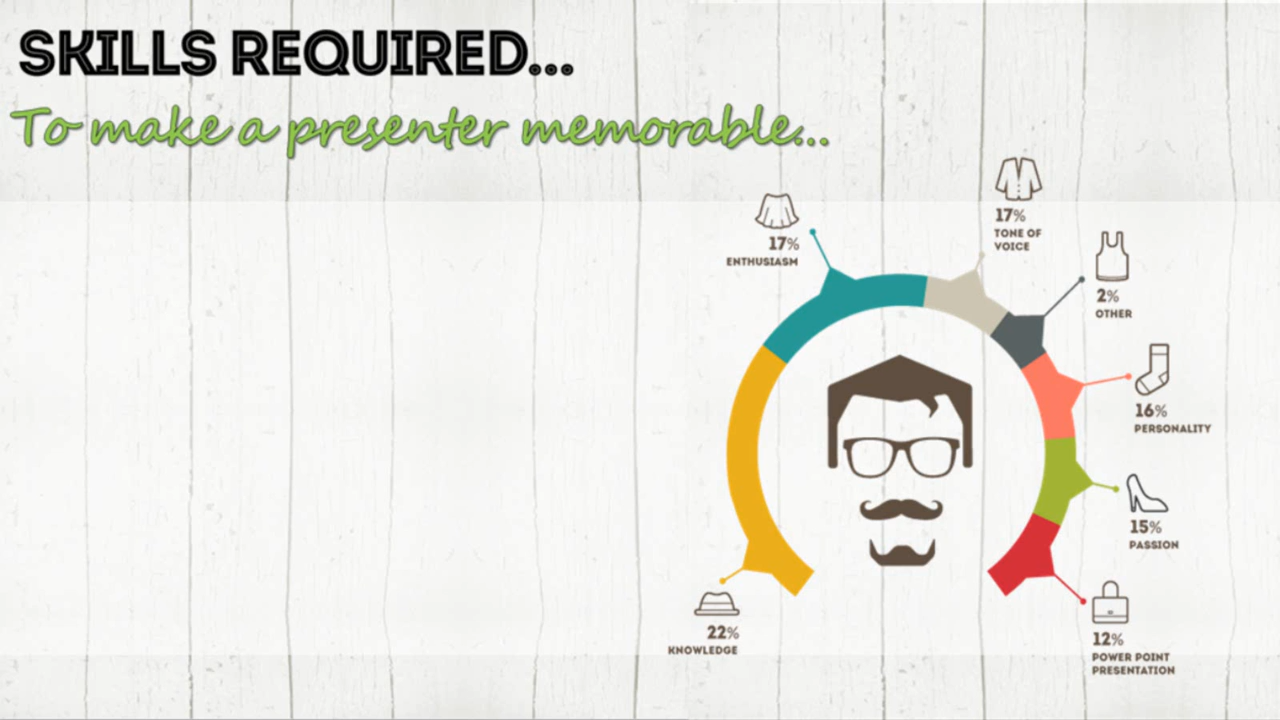 SKILLS REQUIRED...
To make a presenter memorable...
17%
TONE OF
VOICE
17%
ENTHUSIASM
2%
OTHER
16%
PERSONALITY
15%
PASSION
22%
KNOWLEDGE
12%
POWER POINT
PRESENTATION